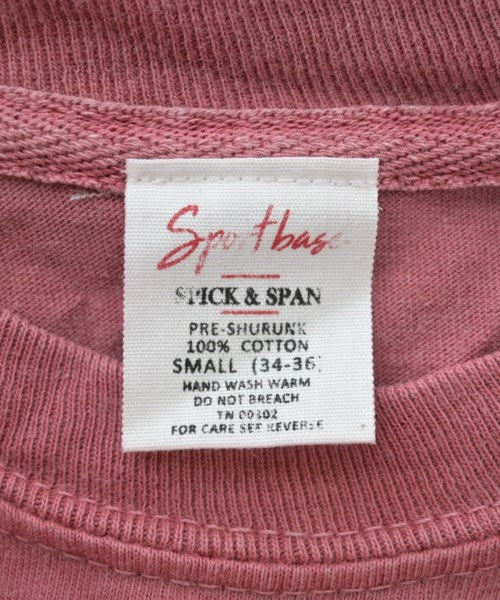 Sportbase
SPICK & SPAN
PRE-SHURUNK
100% COTTON
SMALL (34-36)
HAND WASH WARM
DO NOT BREACH
TN 00302
FOR CARE SEE REVERSE